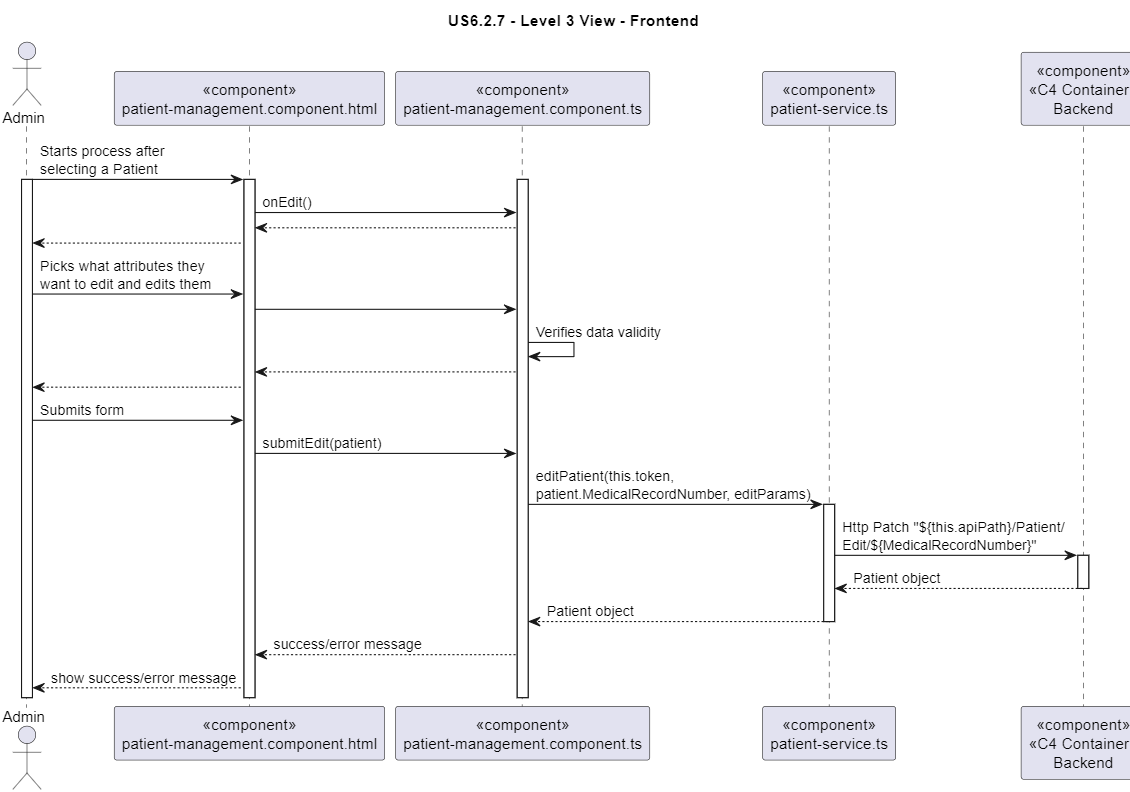 US6.2.7 - Level 3 View - Frontend
Admin
«component»
patient-management.component.html
«component»
patient-management.component.ts
«component»
patient-service.ts
«component»
«C4 Container
Backend
Starts process after
selecting a Patient
onEdit()
Picks what attributes they
want to edit and edits them
Verifies data validity
Submits form
submitEdit(patient)
editPatient(this.token,
patient.MedicalRecordNumber, editParams)
Http Patch "${this.apiPath}/Patient/
Edit/${MedicalRecordNumber}"
Patient object
Patient object
success/error message
show success/error message
Admin
«component»
patient-management.component.html
«component»
patient-management.component.ts
«component»
patient-service.ts
«component»
«C4 Container
Backend